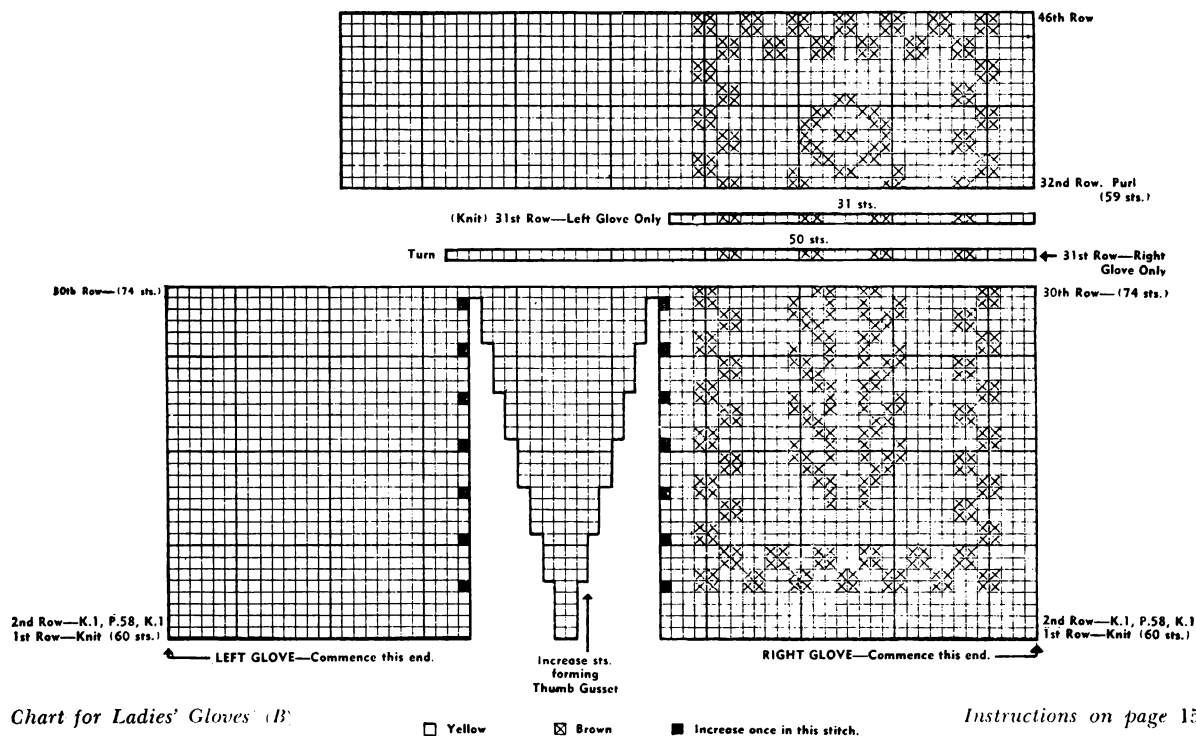 46th Row
32nd Row. Purl
(59 sts.)
31 sts.
(Knit) 31st Row—Left Glove Only
50 sts.
Turn
31st Row—Right
Glove Only
30th Row—(74 sts.)
30th Row—(74 sts.)
2nd Row—K.1, P.58, K.1
1st Row—Knit (60 sts.)
2nd Row—K.1, P.58, K.1
1st Row—Knit (60 sts.)
LEFT GLOVE—Commence this end.
Increase sts.
forming
Thumb Gusset
RIGHT GLOVE—Commence this end.
Chart for Ladies' Gloves (B)
Yellow
Brown
Increase once in this stitch.
Instructions on page 15